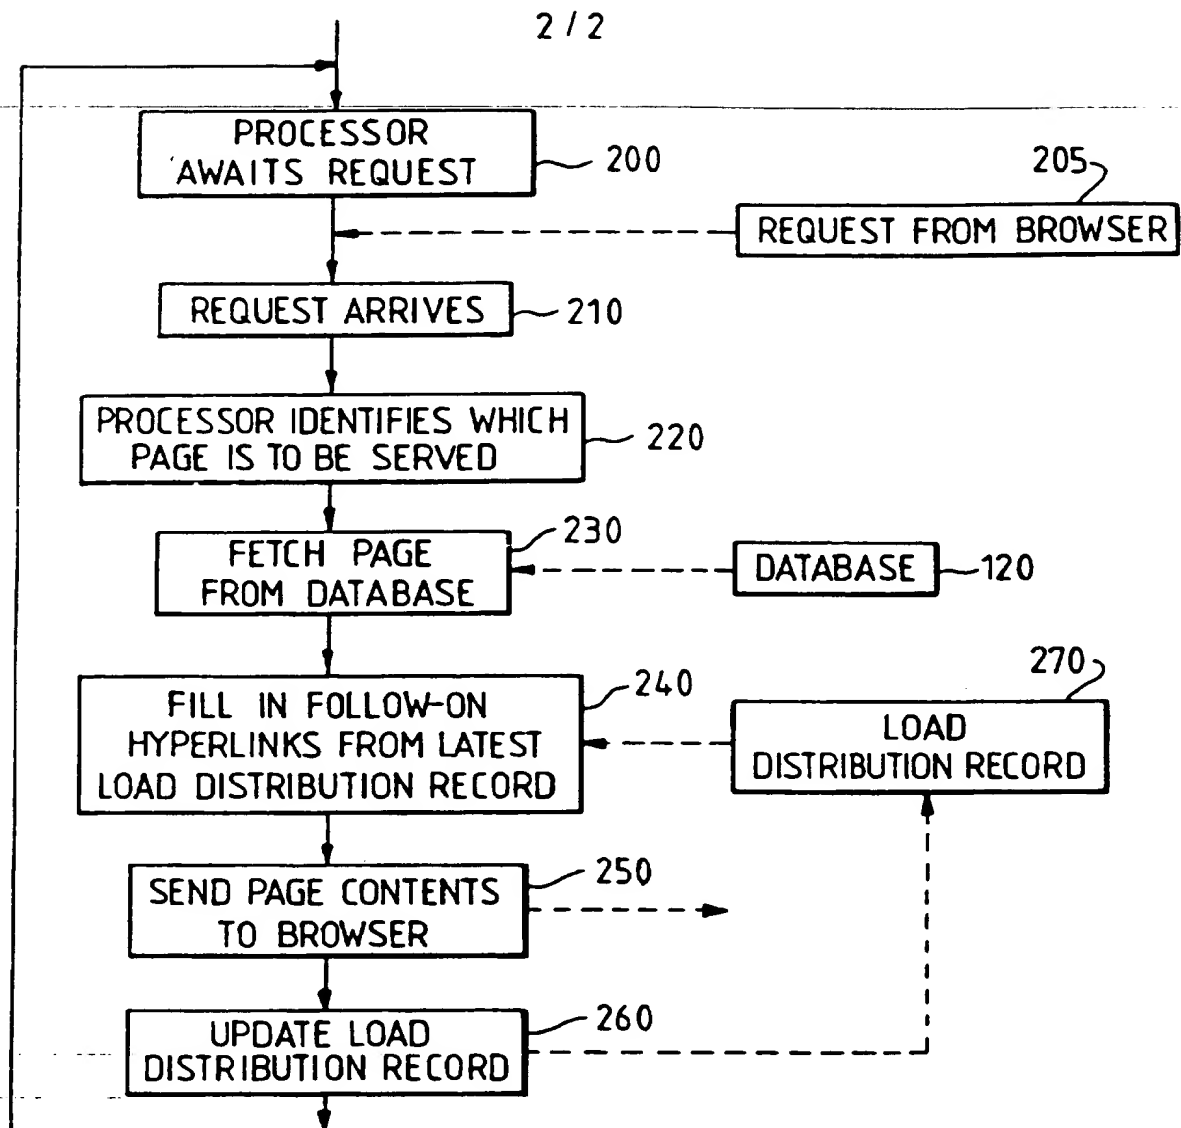 2 / 2
PROCESSOR
AWAITS REQUEST
200
205
REQUEST FROM BROWSER
REQUEST ARRIVES
210
PROCESSOR IDENTIFIES WHICH
PAGE IS TO BE SERVED
220
230
FETCH PAGE
FROM DATABASE
DATABASE
120
240
FILL IN FOLLOW-ON
HYPERLINKS FROM LATEST
LOAD DISTRIBUTION RECORD
270
LOAD
DISTRIBUTION RECORD
250
SEND PAGE CONTENTS
TO BROWSER
260
UPDATE LOAD
DISTRIBUTION RECORD